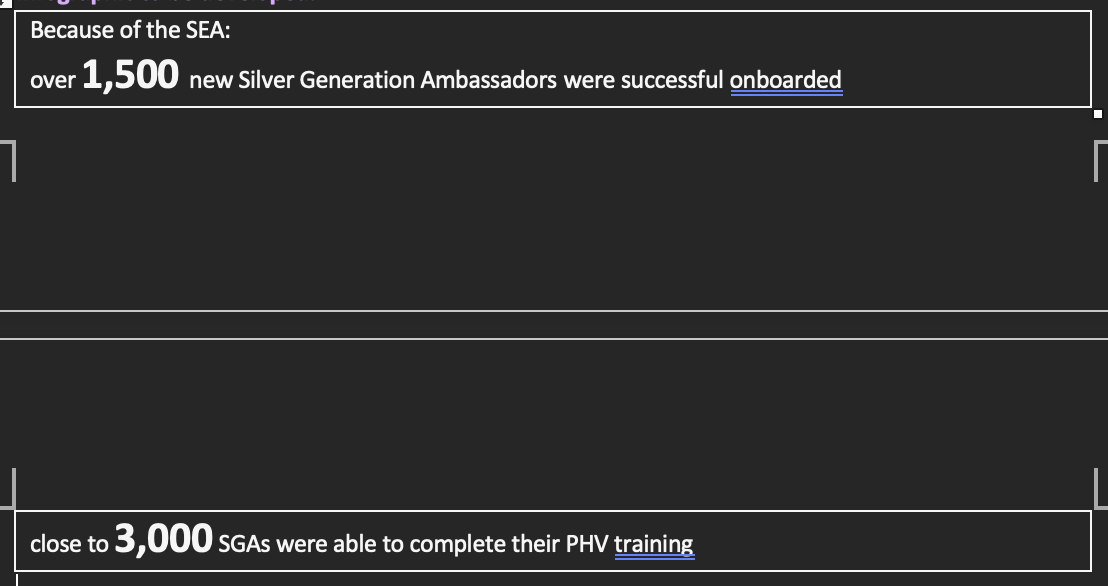 Because of the SEA:
over 1,500 new Silver Generation Ambassadors were successful onboarded
close to 3,000 SGAs were able to complete their PHV training